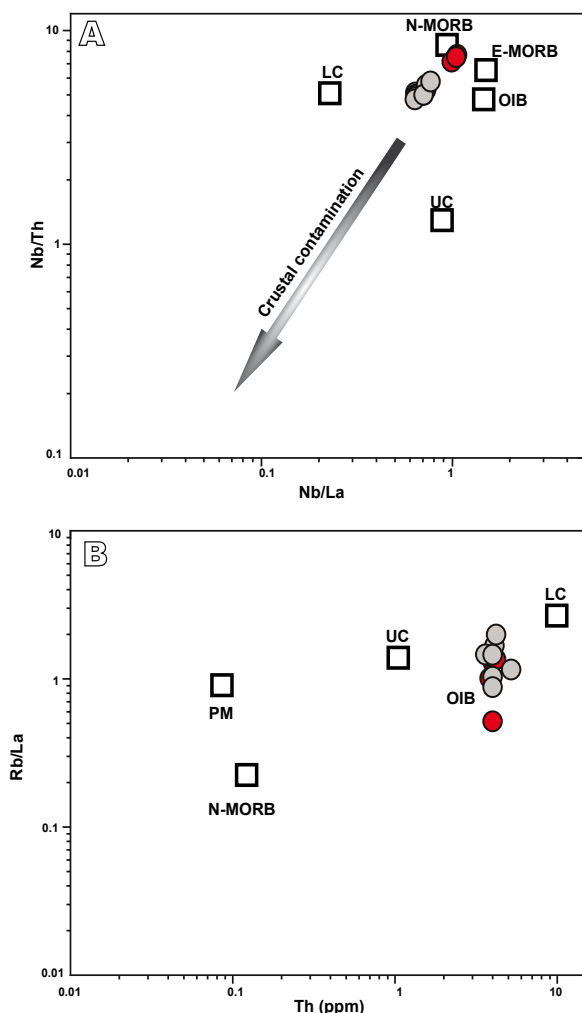 A
10
N-MORB
E-MORB
LC
OIB
UC
1
Nb/Th
Crustal contamination
0.1
0.01
0.1
1
Nb/La
B
10
LC
UC
1
PM
OIB
Rb/La
N-MORB
0.1
0.01
0.01
0.1
1
10
Th (ppm)